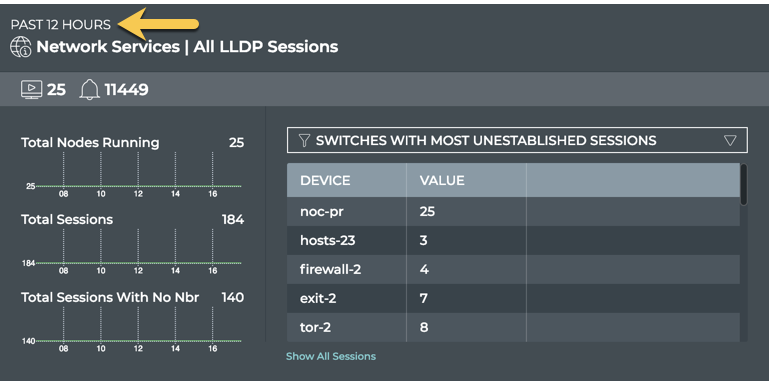 PAST 12 HOURS
Network Services | All LLDP Sessions
25 11449
Total Nodes Running 25
25
08 10 12 14 16
Total Sessions 184
184
08 10 12 14 16
Total Sessions With No Nbr 140
140
08 10 12 14 16
SWITCHES WITH MOST UNESTABLISHED SESSIONS
DEVICE VALUE
noc-pr 25
hosts-23 3
firewall-2 4
exit-2 7
tor-2 8
Show All Sessions